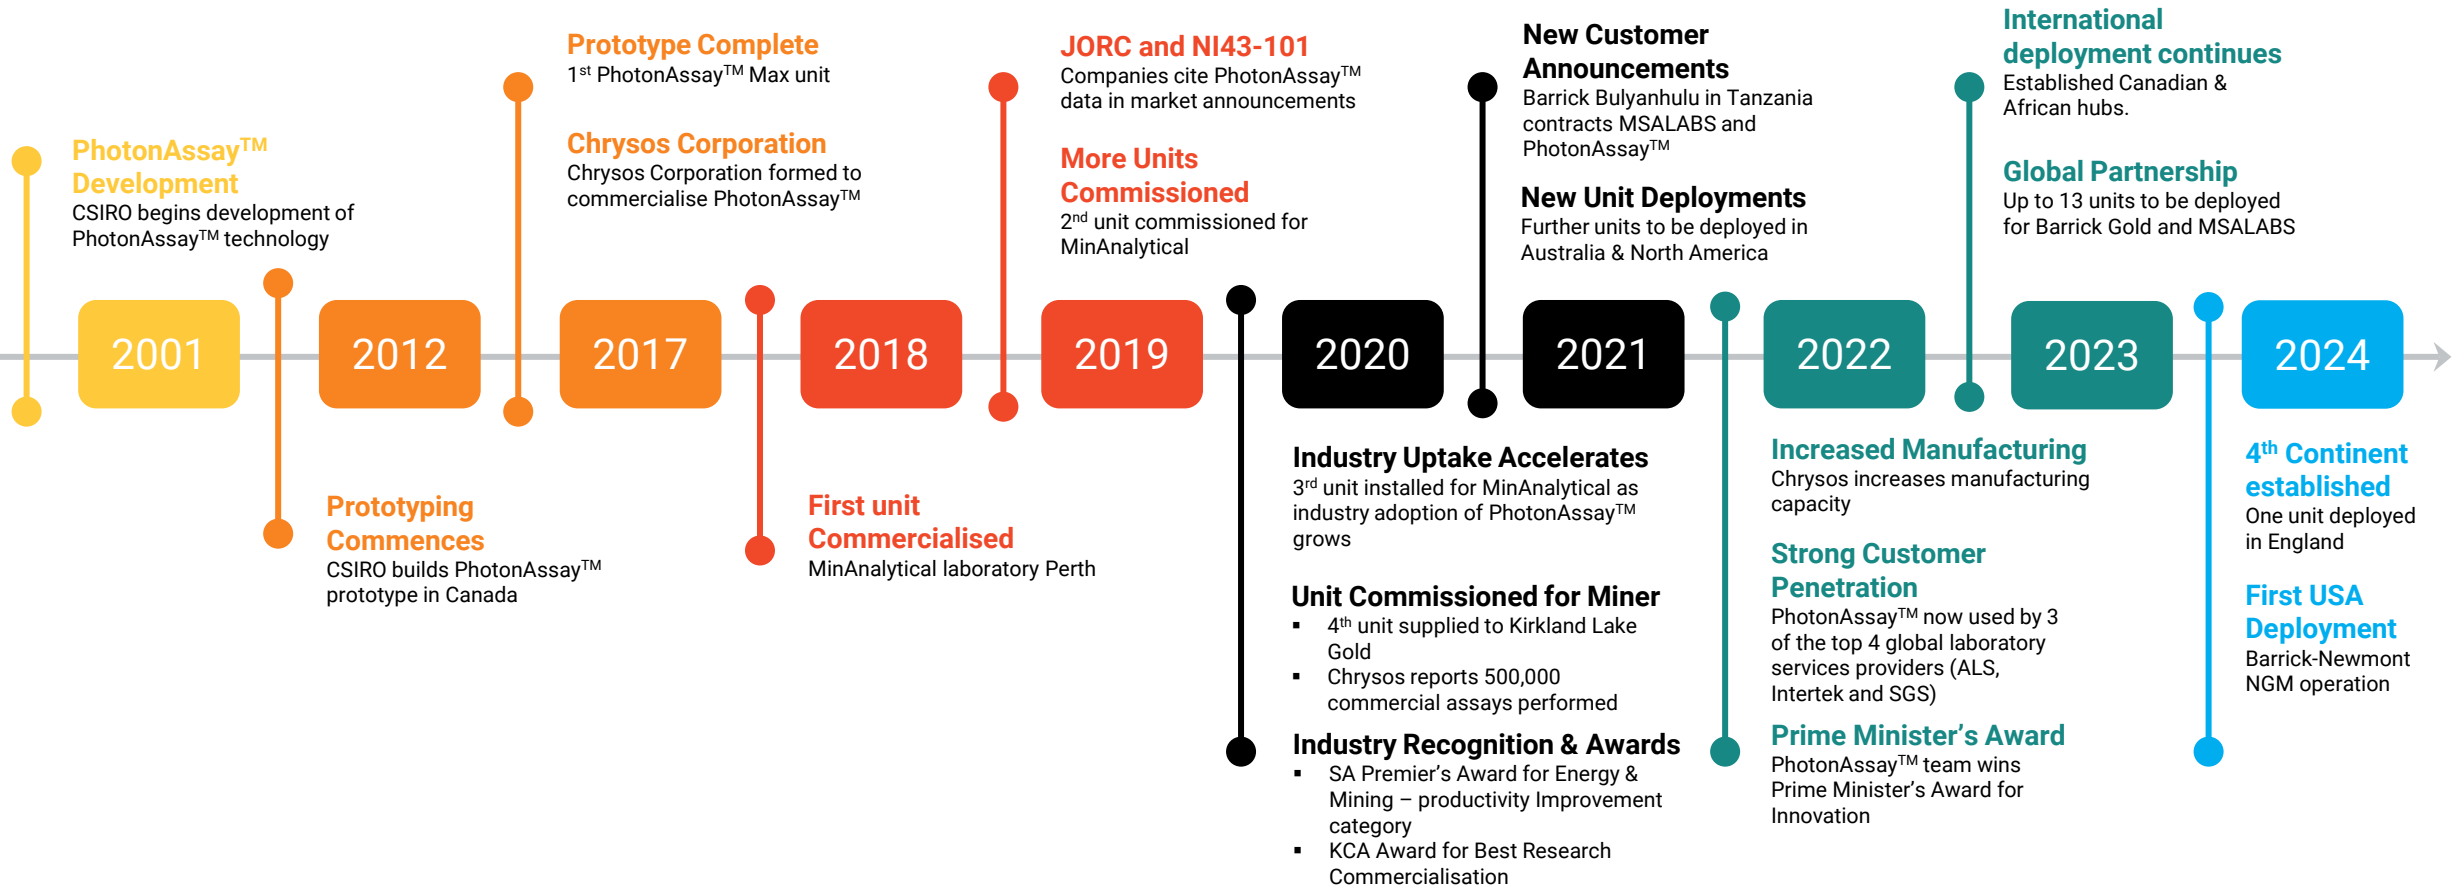 PhotonAssay™
Development
CSIRO begins development of
PhotonAssay™ technology
2001
2012
Prototyping
Commences
CSIRO builds PhotonAssay™
prototype in Canada
Prototype Complete
1st PhotonAssay™ Max unit
Chrysos Corporation
Chrysos Corporation formed to
commercialise PhotonAssay™
2017
2018
First unit
Commercialised
MinAnalytical laboratory Perth
JORC and NI43-101
Companies cite PhotonAssay™
data in market announcements
More Units
Commissioned
2nd unit commissioned for
MinAnalytical
2019
2020
Industry Uptake Accelerates
3rd unit installed for MinAnalytical as
industry adoption of PhotonAssay™
grows
Unit Commissioned for Miner
▪ 4th unit supplied to Kirkland Lake
Gold
▪ Chrysos reports 500,000
commercial assays performed
Industry Recognition & Awards
▪ SA Premier’s Award for Energy &
Mining – productivity Improvement
category
▪ KCA Award for Best Research
Commercialisation
New Customer
Announcements
Barrick Bulyanhulu in Tanzania
contracts MSALABS and
PhotonAssay™
New Unit Deployments
Further units to be deployed in
Australia & North America
2021
2022
Increased Manufacturing
Chrysos increases manufacturing
capacity
Strong Customer
Penetration
PhotonAssay™ now used by 3
of the top 4 global laboratory
services providers (ALS,
Intertek and SGS)
Prime Minister’s Award
PhotonAssay™ team wins
Prime Minister’s Award for
Innovation
International
deployment continues
Established Canadian &
African hubs.
Global Partnership
Up to 13 units to be deployed
for Barrick Gold and MSALABS
2023
2024
4th Continent
established
One unit deployed
in England
First USA
Deployment
Barrick-Newmont
NGM operation